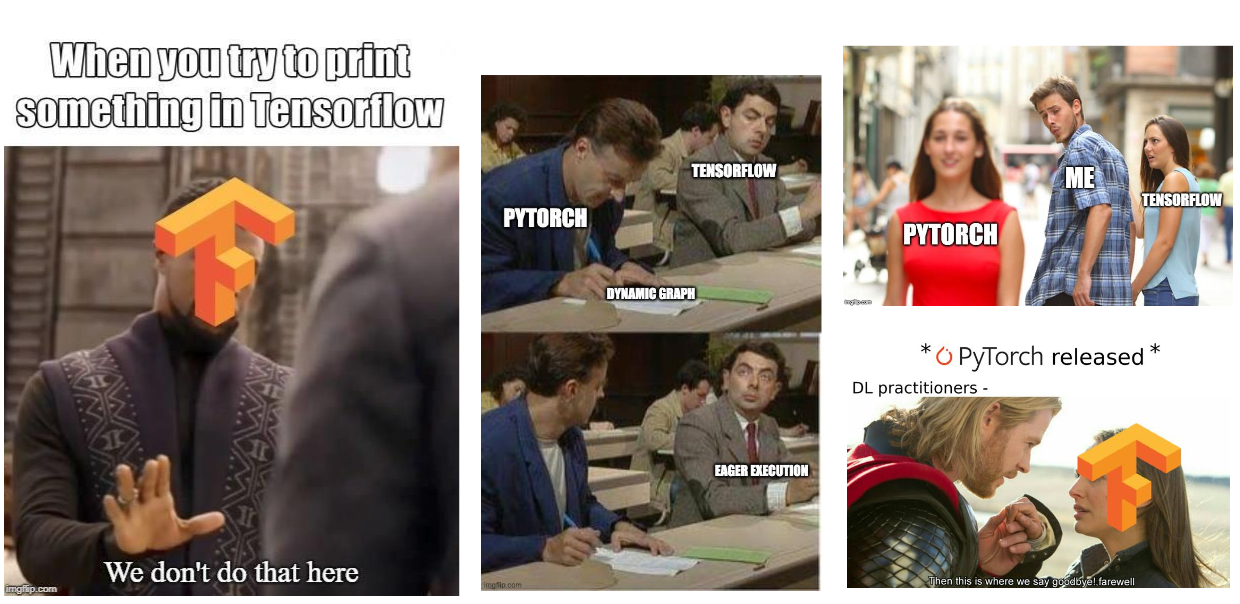 When you try to print
something in Tensorflow
We don't do that here
imgflip.com
TENSORFLOW
PYTORCH
DYNAMIC GRAPH
EAGER EXECUTION
imgflip.com
ME
TENSORFLOW
PYTORCH
imgflip.com
* PyTorch released *
DL practitioners -
Then this is where we say goodbye!.farewell